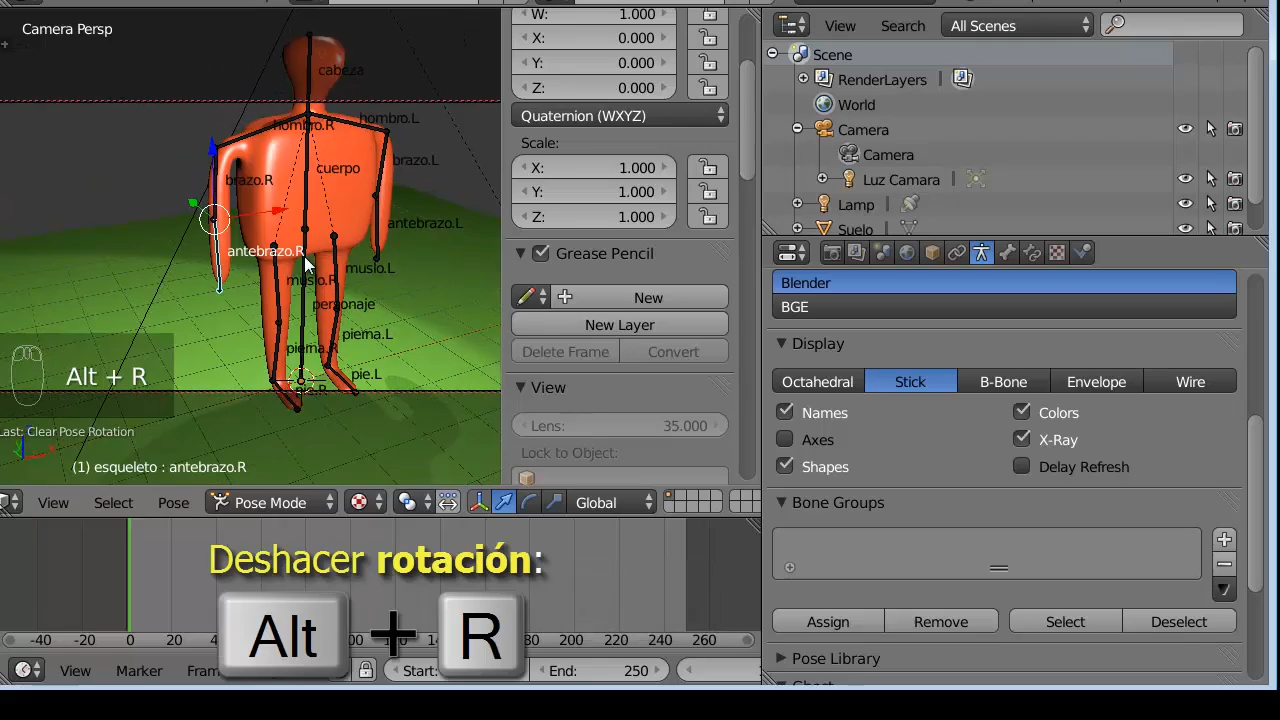 Camera Persp
cabeza
hombro.R
hombro.L
brazo.L
cuerpo
brazo.R
antebrazo.L
antebrazo.R
muslo.L
muslo.R
personaje
pierna.L
pierna.R
pie.L
pie.R
Alt + R
Last: Clear Pose Rotation
(1) esqueleto : antebrazo.R
View Select Pose Pose Mode Global
W: 1.000
X: 0.000
Y: 0.000
Z: 0.000
Quaternion (WXYZ)
Scale:
X: 1.000
Y: 1.000
Z: 1.000
Grease Pencil
New
New Layer
Delete Frame Convert
View
Lens: 35.000
Lock to Object:
View Search All Scenes
Scene
RenderLayers
World
Camera
Camera
Luz Camara
Lamp
Suelo
Blender
BGE
Display
Octahedral Stick B-Bone Envelope Wire
Names Colors
Axes X-Ray
Shapes Delay Refresh
Bone Groups
Assign Remove Select Deselect
Pose Library
Deshacer rotación:
Alt + R
-40 -20 0 20 40 180 200 220 240 260
View Marker Fram Start: End: 250